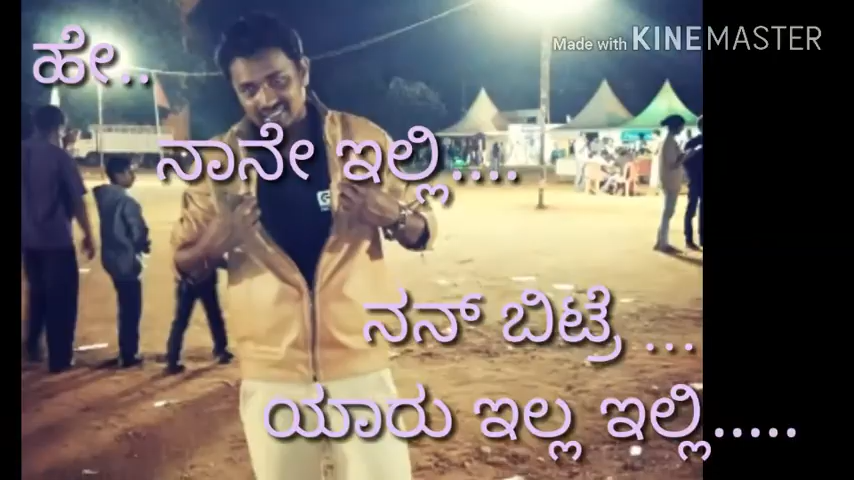 Made with KINEMASTER
ಹೇ..
ನಾನೇ ಇಲ್ಲಿ....
ನನ್ ಬಿಟ್ರೆ ...
ಯಾರು ಇಲ್ಲ ಇಲ್ಲಿ.....